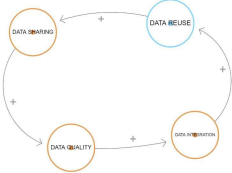 DATA REUSE
DATA SHARING
+
+
+
DATA QUALITY
+
DATA INTEGRATION